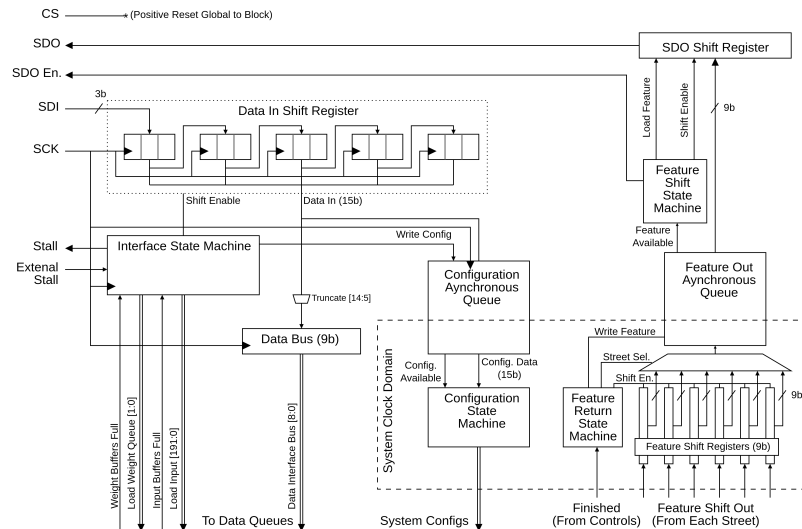 CS
(Positive Reset Global to Block)
SDO
SDO Shift Register
SDO En.
3b
SDI
Data In Shift Register
Load Feature
Shift Enable
9b
SCK
Feature
Shift
State
Machine
Shift Enable
Data In (15b)
Write Config
Feature
Available
Stall
Interface State Machine
Extenal
Stall
Configuration
Aynchronous
Queue
Feature Out
Aynchronous
Queue
Truncate [14:5]
Data Bus (9b)
Write Feature
System Clock Domain
Config.
Available
Config. Data
(15b)
Street Sel.
Shift En.
9b
Configuration
State
Machine
Feature
Return
State
Machine
Feature Shift Registers (9b)
Weight Buffers Full
Load Weight Queue [1:0]
Input Buffers Full
Load Input [191:0]
Data Interface Bus [8:0]
To Data Queues
System Configs
Finished
(From Controls)
Feature Shift Out
(From Each Street)